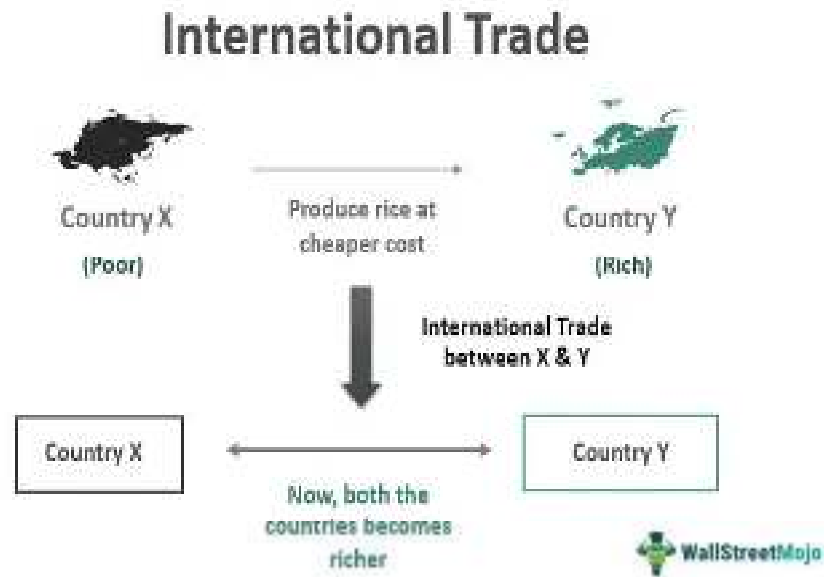 International Trade
Country X
(Poor)
Produce rice at
cheaper cost
Country Y
(Rich)
International Trade
between X & Y
Country X
Country Y
Now, both the
countries becomes
richer
WallStreetMojo